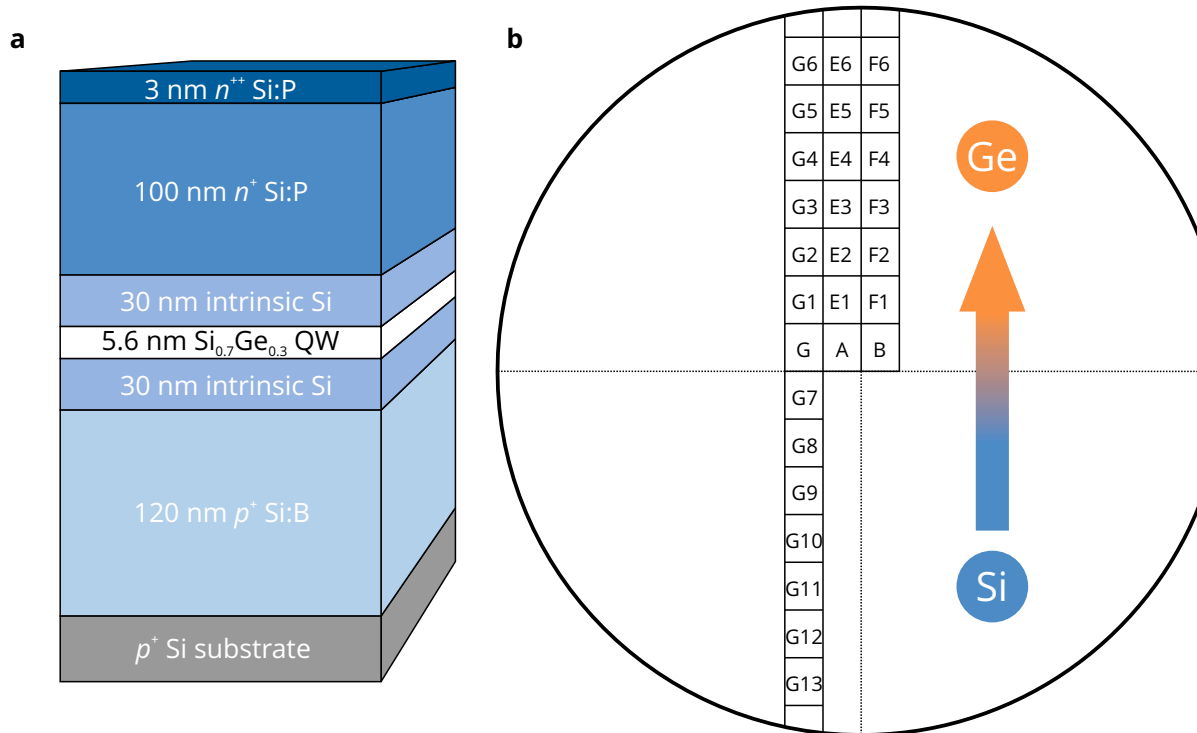 a
3 nm n⁺⁺ Si:P
100 nm n⁺ Si:P
30 nm intrinsic Si
5.6 nm Si₀.₇Ge₀.₃ QW
30 nm intrinsic Si
120 nm p⁺ Si:B
p⁺ Si substrate
b
G6 E6 F6
G5 E5 F5
G4 E4 F4
G3 E3 F3
G2 E2 F2
G1 E1 F1
G A B
G7
G8
G9
G10
G11
G12
G13
Ge
Si